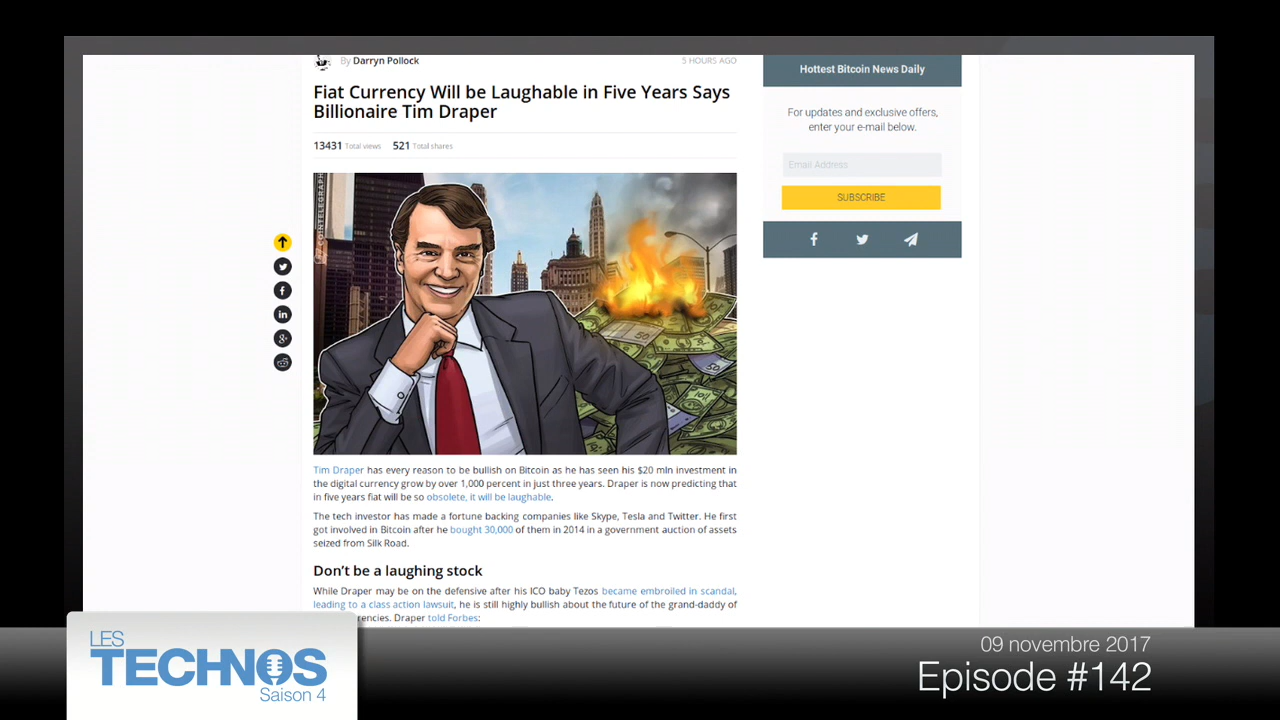 By Darryn Pollock
5 HOURS AGO
Fiat Currency Will be Laughable in Five Years Says
Billionaire Tim Draper
13431 Total views 521 Total shares
COINTELEGRAPH
50
50
Tim Draper has every reason to be bullish on Bitcoin as he has seen his $20 mln investment in
the digital currency grow by over 1,000 percent in just three years. Draper is now predicting that
in five years fiat will be so obsolete, it will be laughable.
The tech investor has made a fortune backing companies like Skype, Tesla and Twitter. He first
got involved in Bitcoin after he bought 30,000 of them in 2014 in a government auction of assets
seized from Silk Road.
Don't be a laughing stock
While Draper may be on the defensive after his ICO baby Tezos became embroiled in scandal,
leading to a class action lawsuit, he is still highly bullish about the future of the grand-daddy of
rencies. Draper told Forbes:
Hottest Bitcoin News Daily
For updates and exclusive offers,
enter your e-mail below.
Email Address
SUBSCRIBE
LES
TECHNOS
Saison 4
09 novembre 2017
Episode #142